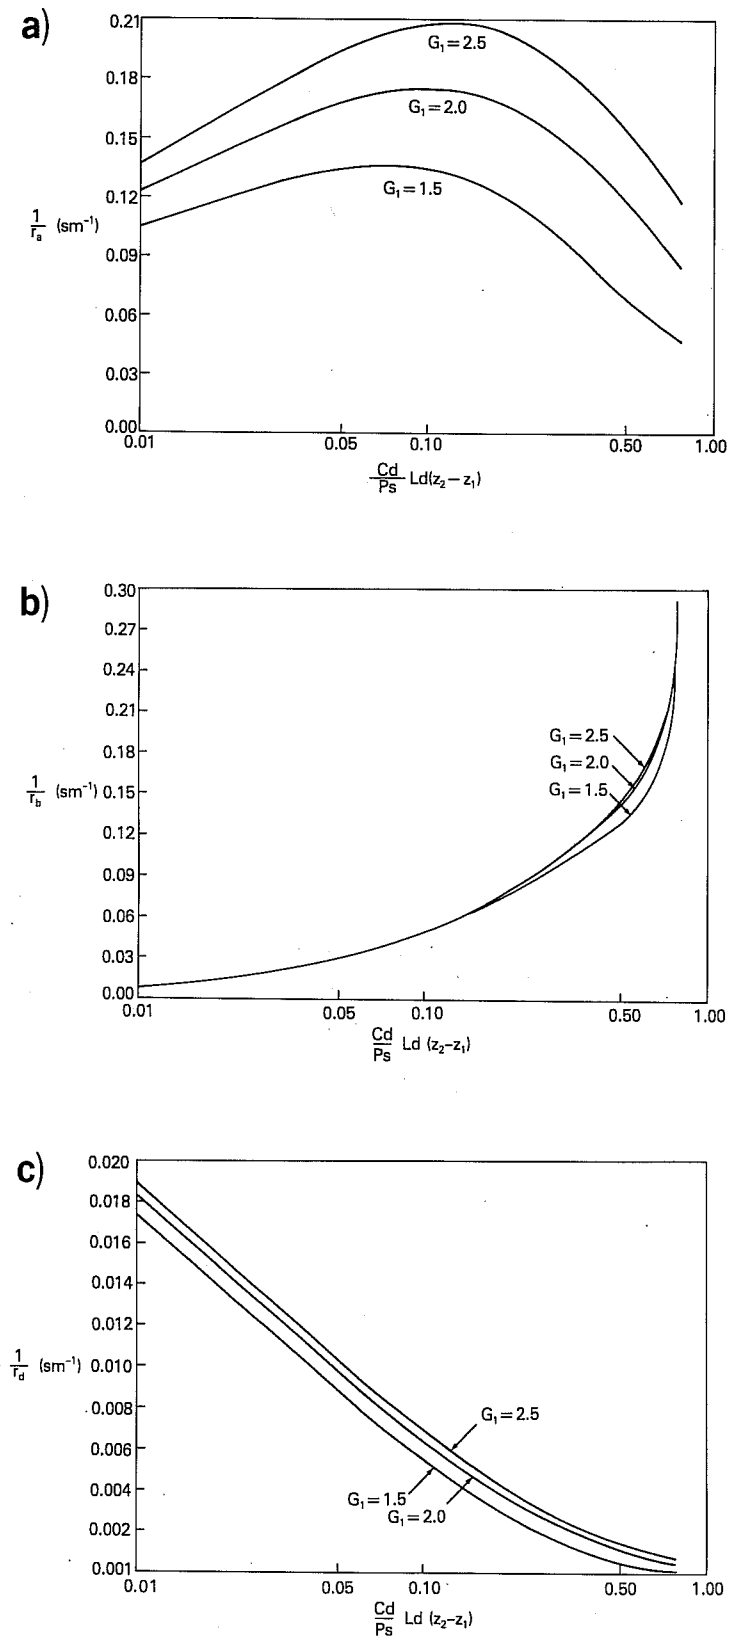 a)
0.21
0.18
0.15
0.12
0.09
0.06
0.03
0.00
1/rₐ (sm⁻¹)
G₁=2.5
G₁=2.0
G₁=1.5
0.01 0.05 0.10 0.50 1.00
Cd/Ps Ld(z₂−z₁)
b)
0.30
0.27
0.24
0.21
0.18
0.15
0.12
0.09
0.06
0.03
0.00
1/r_b (sm⁻¹)
G₁=2.5
G₁=2.0
G₁=1.5
0.01 0.05 0.10 0.50 1.00
Cd/Ps Ld (z₂-z₁)
c)
0.020
0.018
0.016
0.014
0.012
0.010
0.008
0.006
0.004
0.002
0.001
1/r_d (sm⁻¹)
G₁=2.5
G₁=1.5
G₁=2.0
0.01 0.05 0.10 0.50 1.00
Cd/Ps Ld (z₂-z₁)